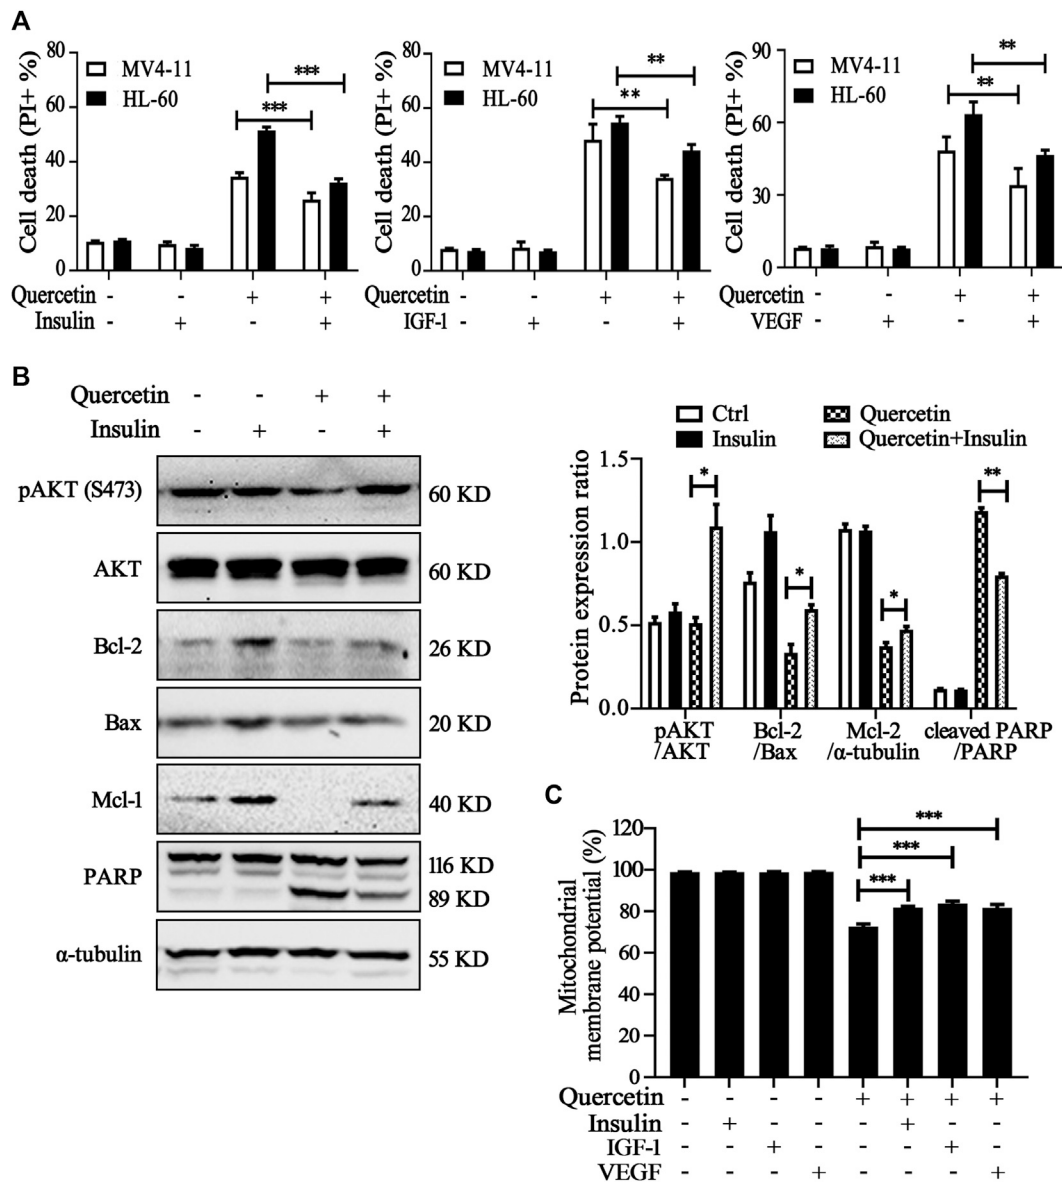 A
80
60
40
20
0
Cell death (PI+ %)
MV4-11
HL-60
***
***
Quercetin - - + +
Insulin - + - +
80
60
40
20
0
Cell death (PI+ %)
MV4-11
HL-60
**
**
Quercetin - - + +
IGF-1 - + - +
90
60
30
0
Cell death (PI+ %)
MV4-11
HL-60
**
**
Quercetin - - + +
VEGF - + - +
B
Quercetin - - + +
Insulin - + - +
pAKT (S473) 60 KD
AKT 60 KD
Bcl-2 26 KD
Bax 20 KD
Mcl-1 40 KD
PARP 116 KD
89 KD
α-tubulin 55 KD
Ctrl Quercetin
Insulin Quercetin+Insulin
Protein expression ratio
1.5
1.0
0.5
0.0
*
*
*
**
pAKT Bcl-2 Mcl-2 cleaved PARP
/AKT /Bax /α-tubulin /PARP
C
Mitochondrial
membrane potential (%)
120
100
80
60
40
20
0
***
***
***
Quercetin - - - - + + + +
Insulin - + - - - + - -
IGF-1 - - + - - - + -
VEGF - - - + - - - +